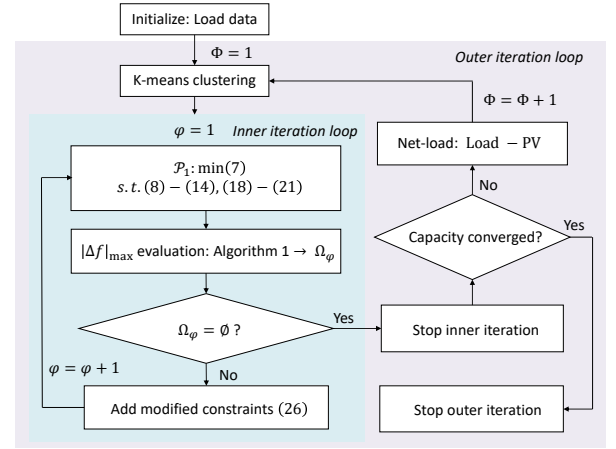 Initialize: Load data
Φ = 1
Outer iteration loop
K-means clustering
Φ = Φ + 1
φ = 1
Inner iteration loop
Net-load: Load − PV
𝒫₁: min(7)
s. t. (8) − (14), (18) − (21)
No
Yes
Capacity converged?
|Δf|max evaluation: Algorithm 1 → Ωφ
Ωφ = ∅ ?
Yes
Stop inner iteration
φ = φ + 1
No
Add modified constraints (26)
Stop outer iteration